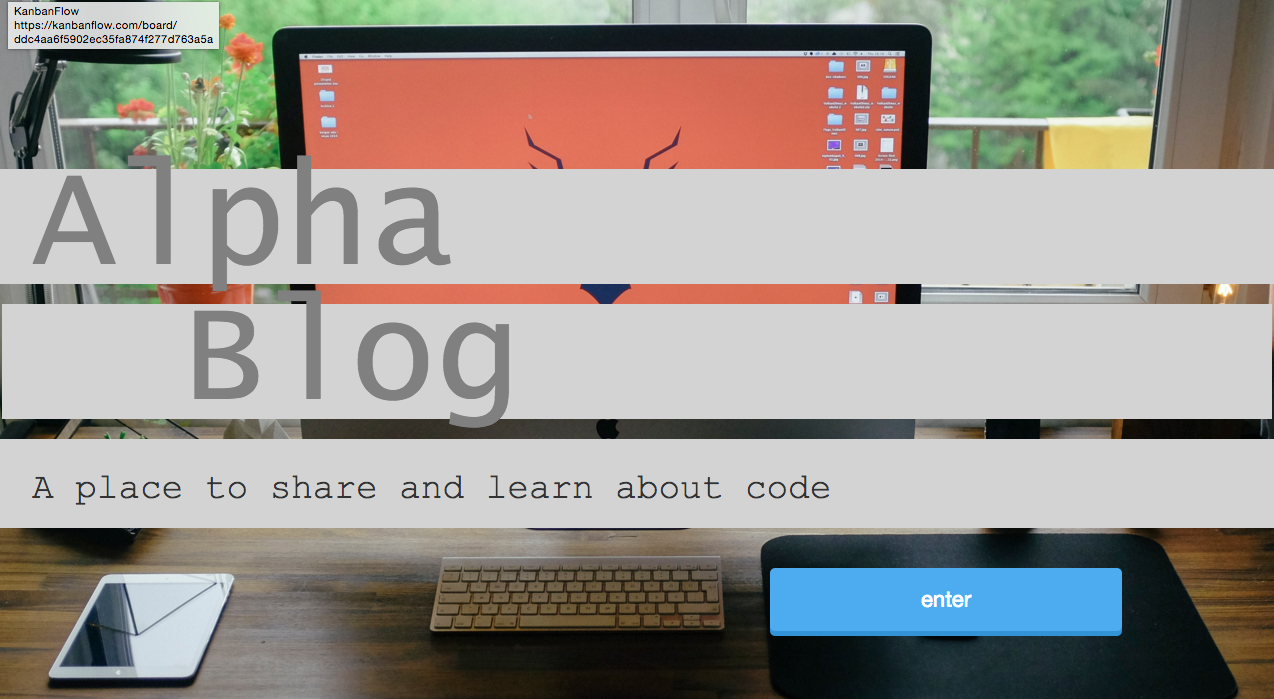 KanbanFlow
https://kanbanflow.com/board/
ddc4aa6f5902ec35fa874f277d763a5a
Alpha
Blog
A place to share and learn about code
enter